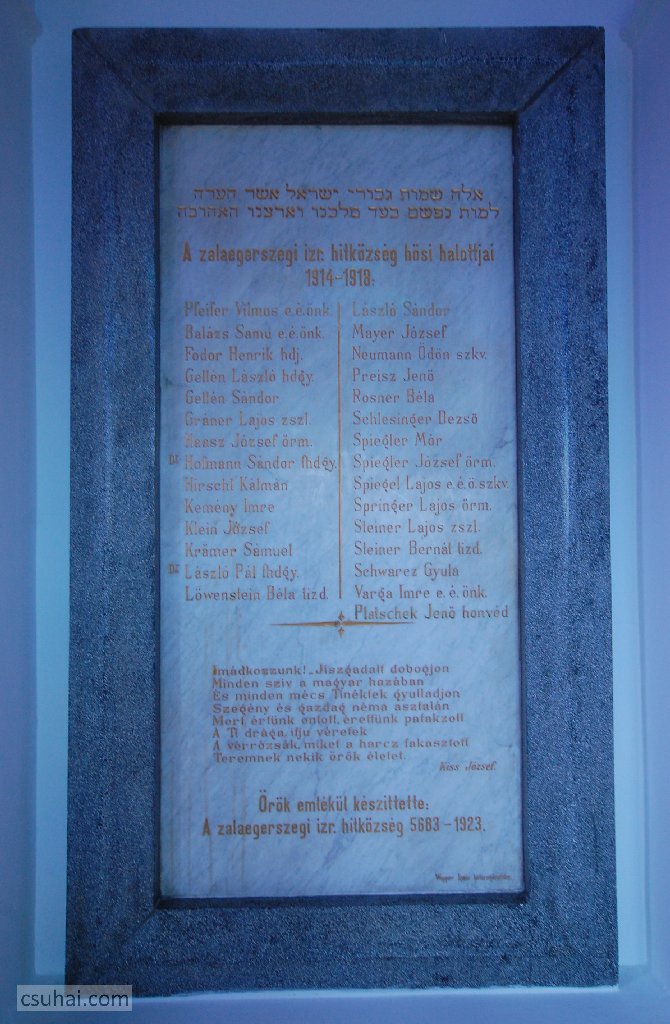 אלה שמות גבורי ישראל אשר הערה
למות נפשם בעד מלכנו וארצנו האהובה
A zalaegerszegi izr. hitközség hősi halottjai
1914-1918:
Pfeifer Vilmos e.é.önk.
Balázs Samu e.é.önk.
Fodor Henrik hdj.
Gellén László hdgy.
Gellén Sándor
Gráner Lajos zszl.
Haasz József őrm.
Dr Hofmann Sándor fhdgy.
Hirschl Kálmán
Kemény Imre
Klein József
Krámer Samuel
Dr László Pál fhdgy.
Löwenstein Béla tizd.
László Sándor
Mayer József
Neumann Ödön szkv.
Preisz Jenő
Rosner Béla
Schlesinger Dezső
Spiegler Mór
Spiegler József őrm.
Spiegel Lajos e.é.ö.szkv.
Springer Lajos őrm.
Steiner Lajos zszl.
Steiner Bernát tizd.
Schwarcz Gyula
Varga Imre e.é.önk.
Platschek Jenő honvéd
Imádkozzunk! „Jiszgadall dobogjon
Minden sziv a magyar hazában
És minden mécs Tinéktek gyulladjon
Szegény és gazdag néma asztalán
Mert értünk ontott, érettünk patakzott
A Ti drága, ifju véretek
A vérrózsák, miket a harcz fakasztott
Teremnek nekik örök életet.
Kiss József.
Örök emlékül készíttette:
A zalaegerszegi izr. hitközség 5683-1923.
csuhai.com